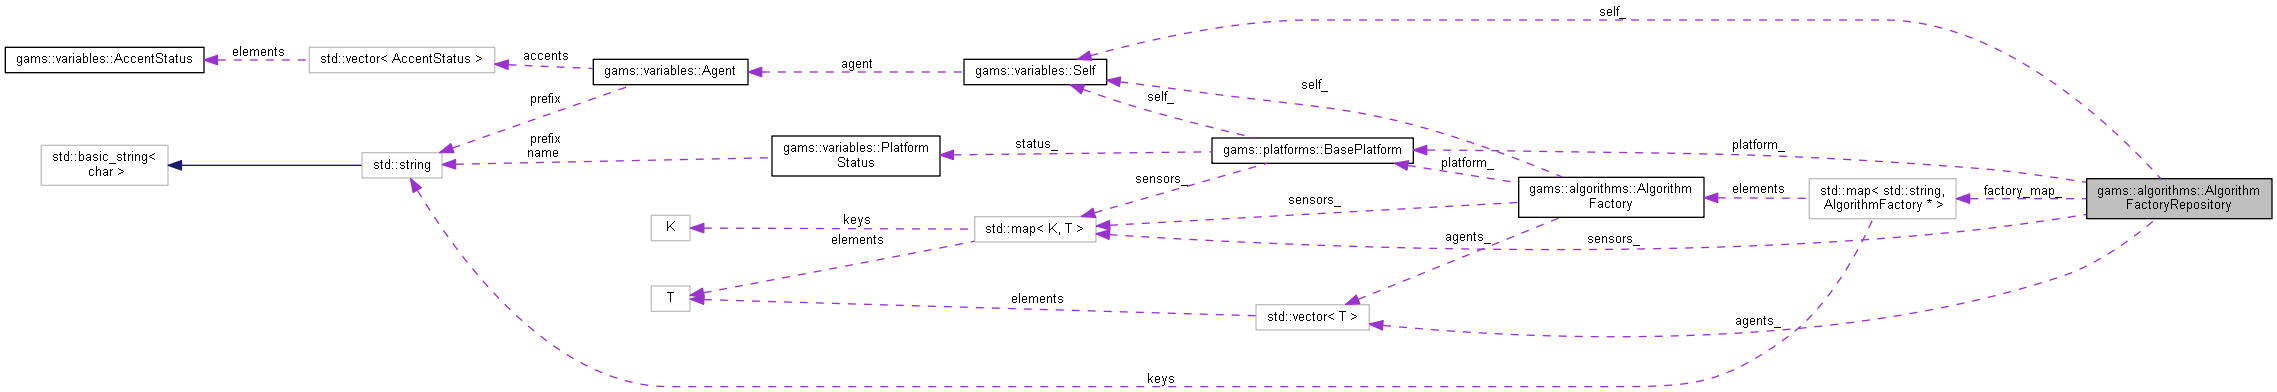 self_
gams::variables::AccentStatus
elements
std::vector< AccentStatus >
accents
gams::variables::Agent
agent
gams::variables::Self
self_
self_
prefix
std::basic_string<
char >
std::string
prefix
name
gams::variables::Platform
Status
status_
gams::platforms::BasePlatform
platform_
platform_
sensors_
gams::algorithms::Algorithm
Factory
elements
std::map< std::string,
AlgorithmFactory * >
factory_map_
gams::algorithms::Algorithm
FactoryRepository
sensors_
K
keys
elements
std::map< K, T >
agents_
sensors_
T
elements
std::vector< T >
agents_
keys